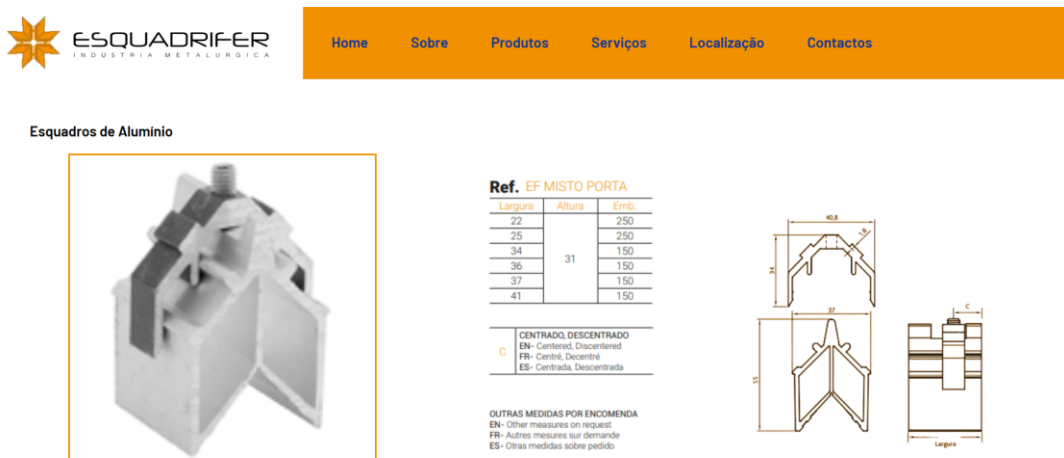 ESQUADRIFER
INDUSTRIA METALURGICA
Home Sobre Produtos Serviços Localização Contactos
Esquadros de Alumínio
Ref. EF MISTO PORTA
Largura Altura Emb.
22 250
25 250
34 150
31
36 150
37 150
41 150
C
CENTRADO, DESCENTRADO
EN- Centered, Discentered
FR- Centré, Decentré
ES- Centrada, Descentrada
OUTRAS MEDIDAS POR ENCOMENDA
EN- Other measures on request
FR- Autres mesures sur demande
ES- Otras medidas sobre pedido
40,8
1,8
34
37
C
55
Largura